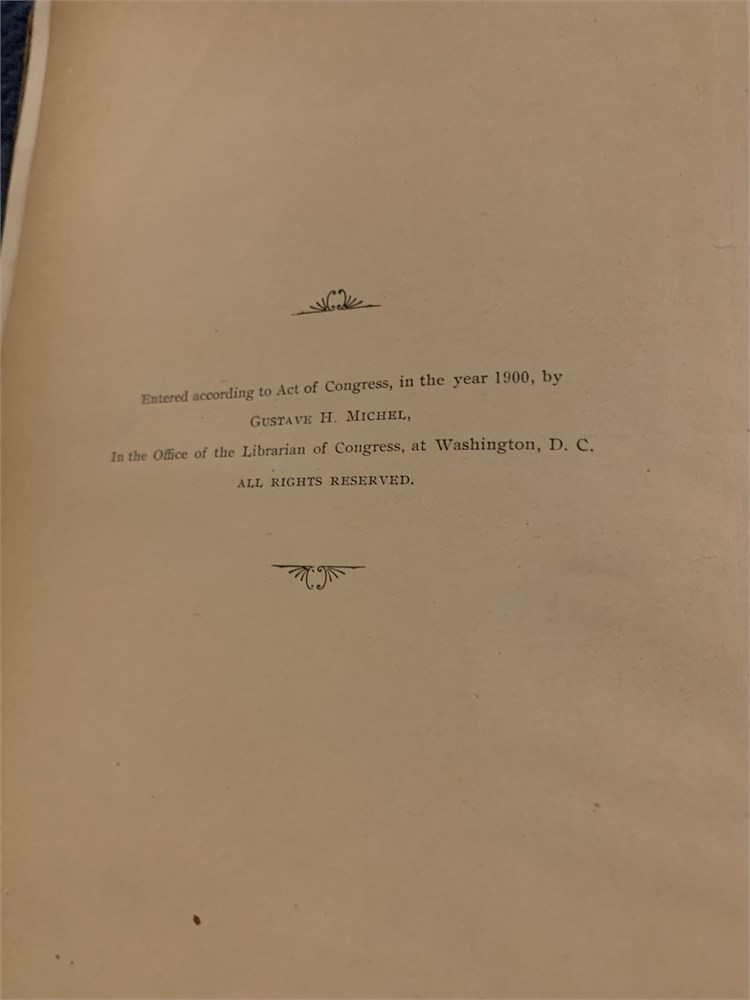 Entered according to Act of Congress, in the year 1900, by
GUSTAVE H. MICHEL,
In the Office of the Librarian of Congress, at Washington, D. C.
ALL RIGHTS RESERVED.